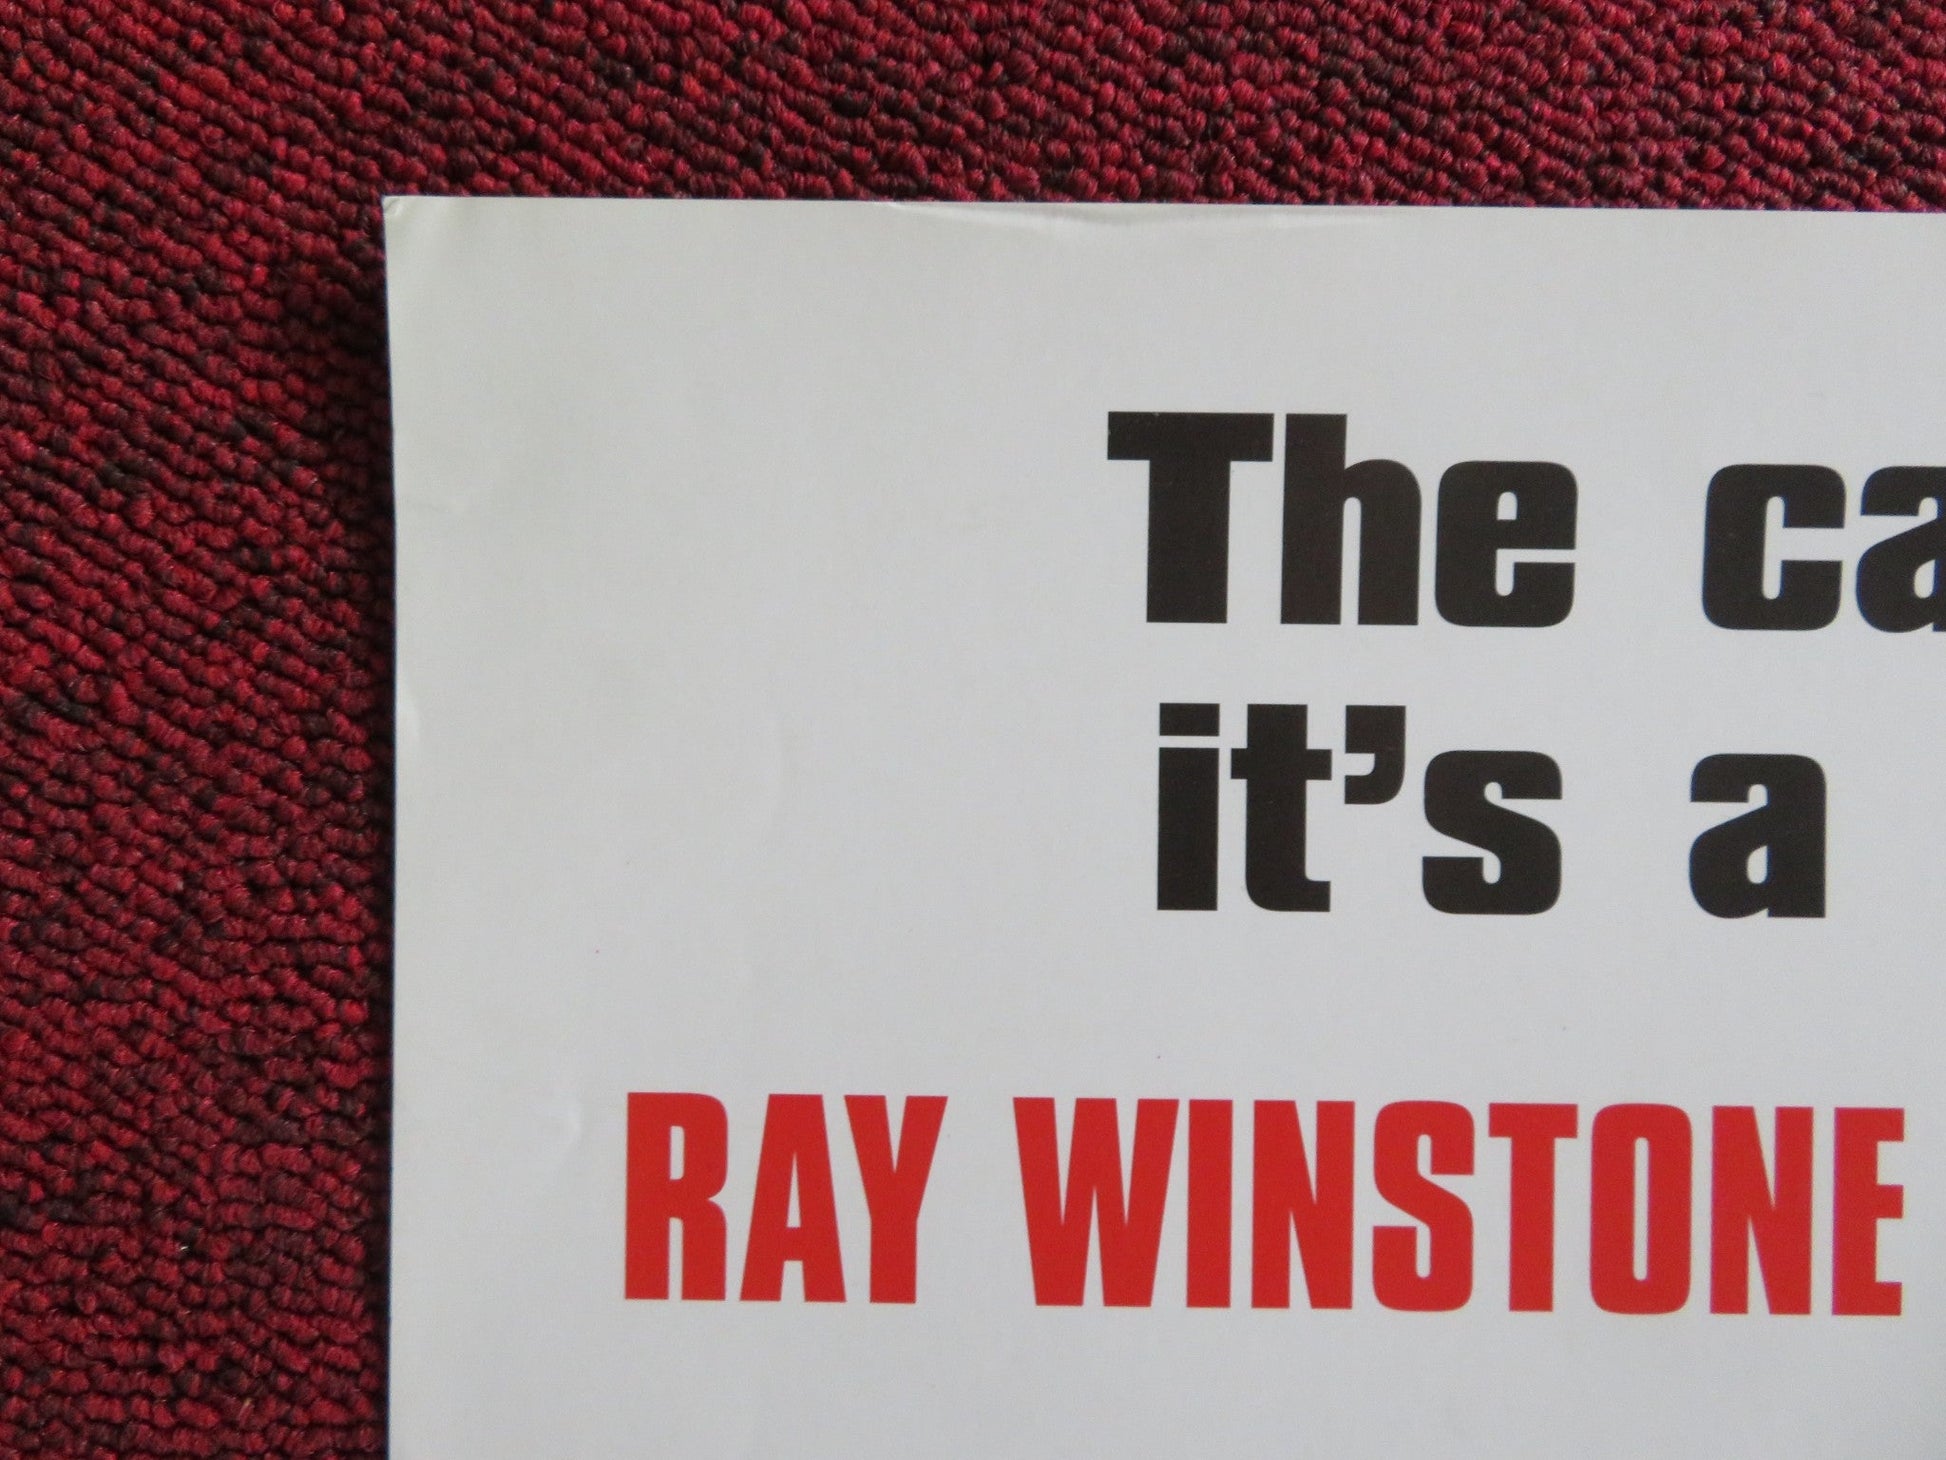 The ca
it's a
RAY WINSTONE